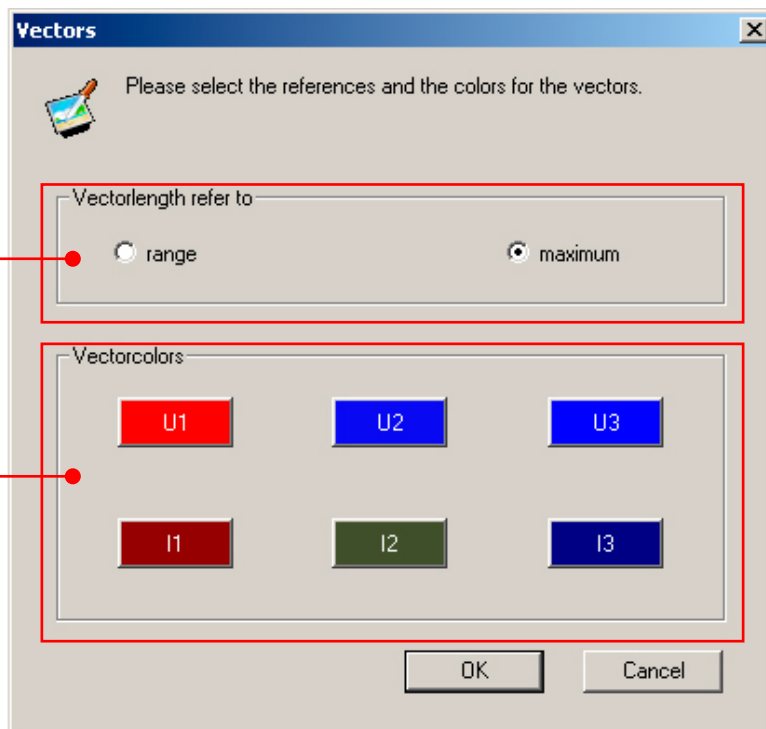 Vectors
Please select the references and the colors for the vectors.
Vectorlength refer to
range maximum
Vectorcolors
U1 U2 U3
I1 I2 I3
OK Cancel